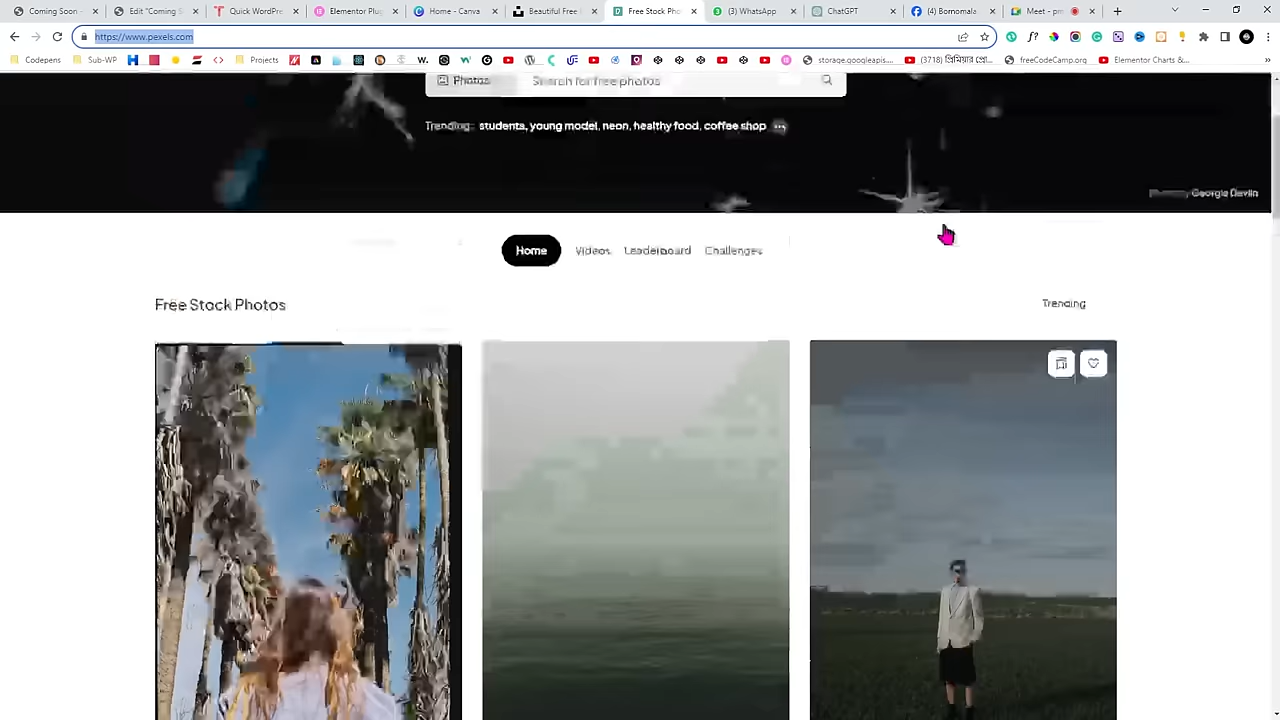 Coming Soon -
Edit "Coming S
Quick WordPre
Elementor Plug
Home - Canva
Beautiful Free I
Free Stock Pho
(3) WhatsApp
ChatGPT
(4) Bornomala
Meet - pm
https://www.pexels.com
Codepens
Sub-WP
Projects
storage.googleapis...
freeCodeCamp.org
Elementor Charts &...
Photos
Search for free photos
Trending: students, young model, neon, healthy food, coffee shop ...
Georgie Devlin
Home
Videos
Leaderboard
Challenges
Free Stock Photos
Trending